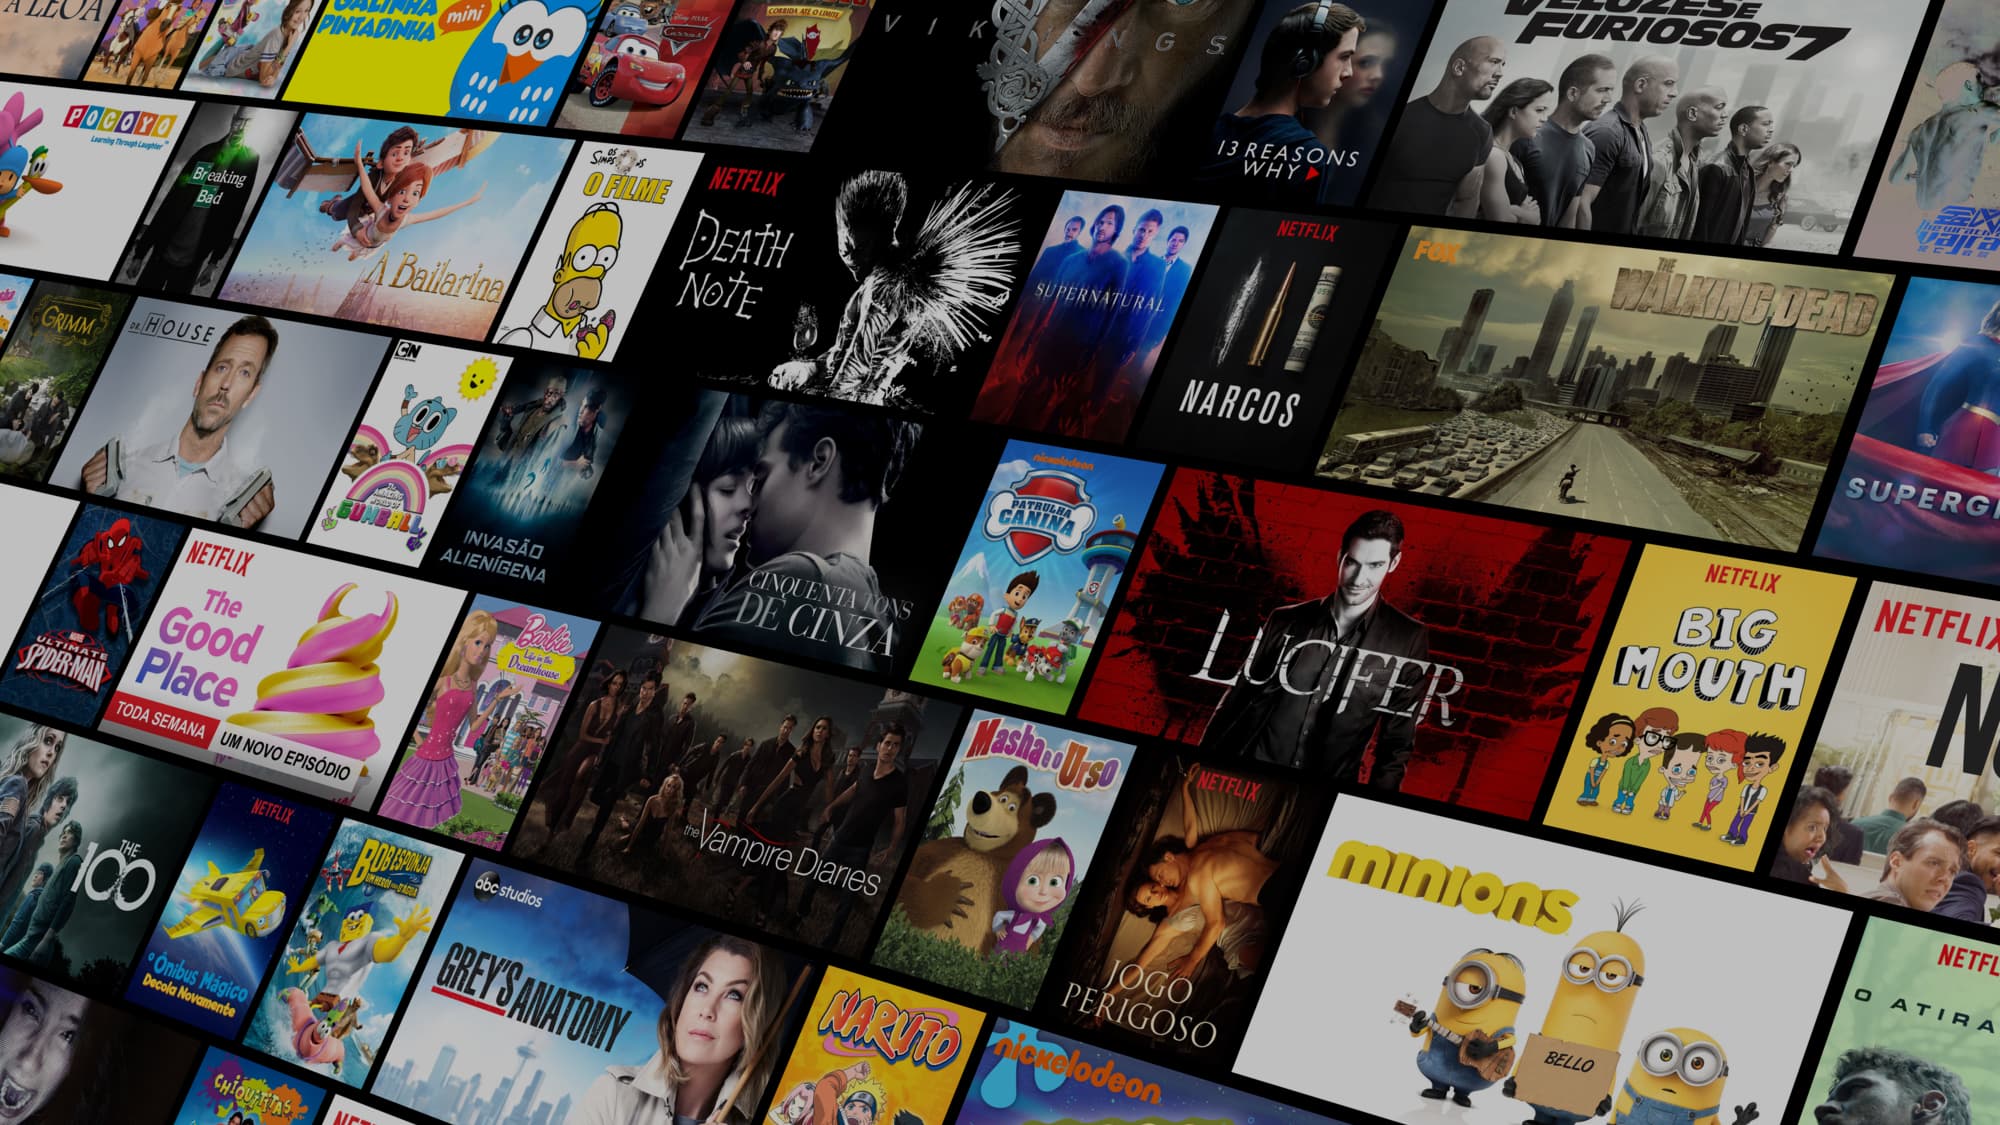 A LEOA
GALINHA
PINTADINHA
mini
Cars
CORRIDA ATÉ O LIMITE
VIKINGS
13 REASONS
WHY
VELOZES E
FURIOSOS 7
POCOYO
Learning Through Laughter
Breaking
Bad
A Bailarina
OS
SIMPSONS
O FILME
NETFLIX
DEATH
NOTE
SUPERNATURAL
NETFLIX
NARCOS
FOX
THE
WALKING DEAD
GRIMM
DR. HOUSE
CN
THE
AMAZING
WORLD OF
GUMBALL
INVASÃO
ALIENÍGENA
CINQUENTA TONS
DE CINZA
nickelodeon
PATRULHA
CANINA
LUCIFER
NETFLIX
BIG
MOUTH
SUPERG
MARVEL
ULTIMATE
SPIDER-MAN
NETFLIX
The
Good
Place
TODA SEMANA
UM NOVO EPISÓDIO
Barbie
Life in the
Dreamhouse
the Vampire Diaries
Masha e o Urso
NETFLIX
JOGO
PERIGOSO
minions
BELLO
NETFLIX
N
THE
100
NETFLIX
O Ônibus Mágico
Decola Novamente
BOB ESPONJA
UM HERÓI FORA D'ÁGUA
abc studios
GREY'S ANATOMY
NARUTO
nickelodeon
NETFL
O ATIRA
CHIQUITITAS
NET